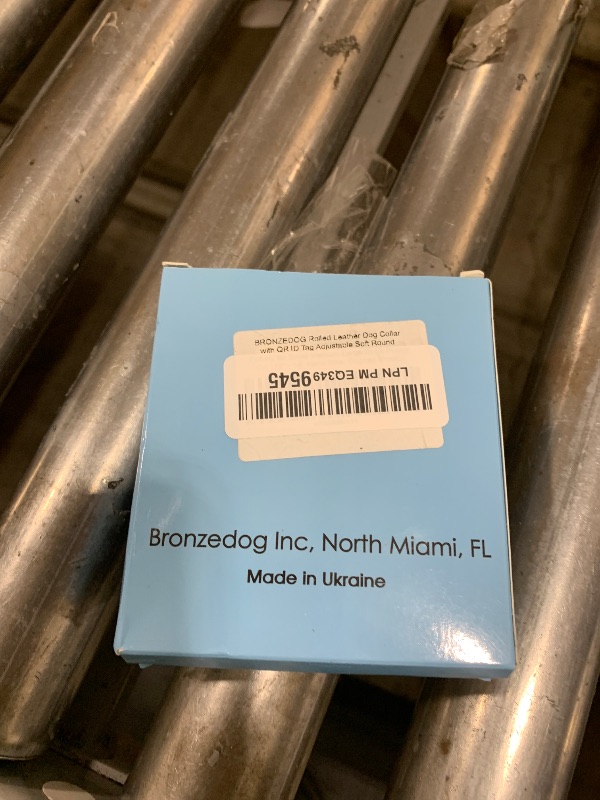 BRONZEDOG Rolled Leather Dog Collar
with QR ID Tag Adjustable Soft Round
LPN PM EQ3499545
Bronzedog Inc, North Miami, FL
Made in Ukraine